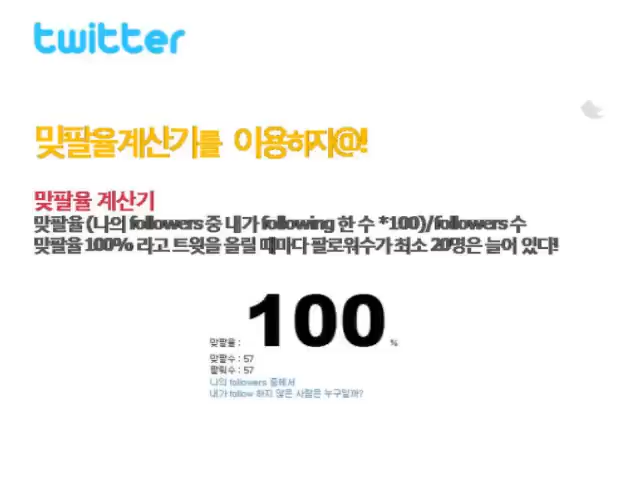 twitter
맞팔율계산기를 이용하자@!
맞팔율 계산기
맞팔율 (나의 followers 중 내가 following 한 수 *100)/followers 수
맞팔율 100% 라고 트윗을 올릴 때마다 팔로워수가 최소 20명은 늘어 있다!
맞팔율 : 100 %
맞팔수 : 57
팔워수 : 57
나의 followers 중에서
내가 follow 하지 않은 사람은 누구일까?